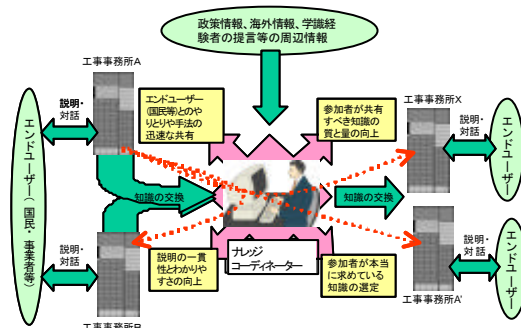 政策情報、海外情報、学識経
験者の提言等の周辺情報
工事事務所A
エンドユーザー
(国民等)とのや
りとりや手法の
迅速な共有
参加者が共有
すべき知識の
質と量の向上
工事事務所X
説明・
対話
説明・
対話
エンドユーザー(国民・事業者等)
エンドユーザー
知識の交換
知識の交換
説明・
対話
説明の一貫
性とわかりや
すさの向上
ナレッジ
コーディネーター
参加者が本当
に求めている
知識の選定
説明・
対話
エンドユーザー
工事事務所B
工事事務所A'